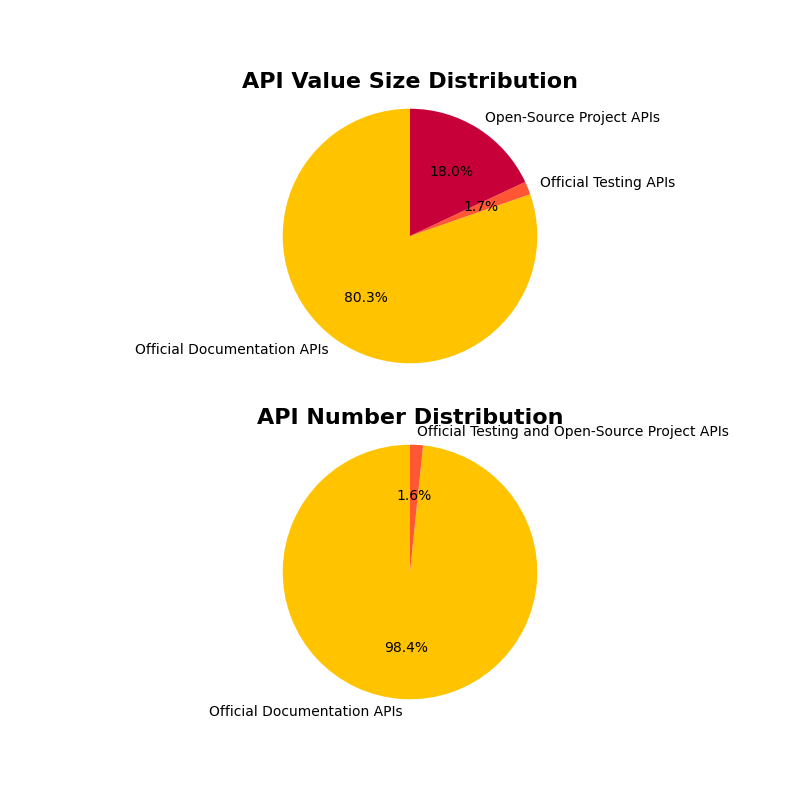 API Value Size Distribution
Open-Source Project APIs
18.0%
Official Testing APIs
1.7%
80.3%
Official Documentation APIs
API Number Distribution
Official Testing and Open-Source Project APIs
1.6%
98.4%
Official Documentation APIs